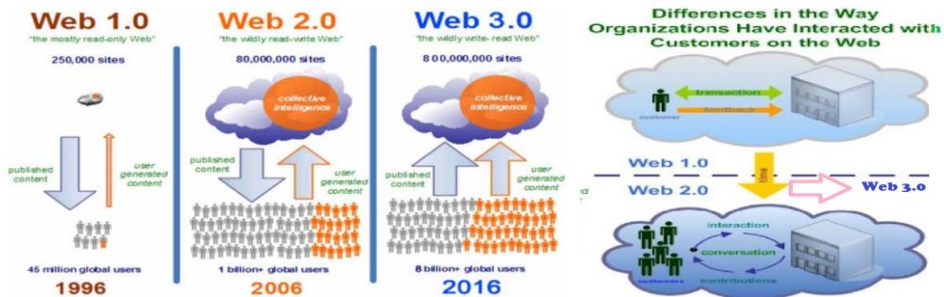 Web 1.0
"the mostly read-only Web"
250,000 sites
published
content
user
generated
content
45 million global users
1996
Web 2.0
"the wildly read-write Web"
80,000,000 sites
collective
intelligence
published
content
user
generated
content
1 billion+ global users
2006
Web 3.0
"the wildly write-read Web"
800,000,000 sites
collective
intelligence
published
content
user
generated
content
8 billion+ global users
2016
Differences in the Way
Organizations Have Interacted with
Customers on the Web
transaction
feedback
customer
Web 1.0
Web 2.0
time
Web 3.0
interaction
conversation
contributions
customers